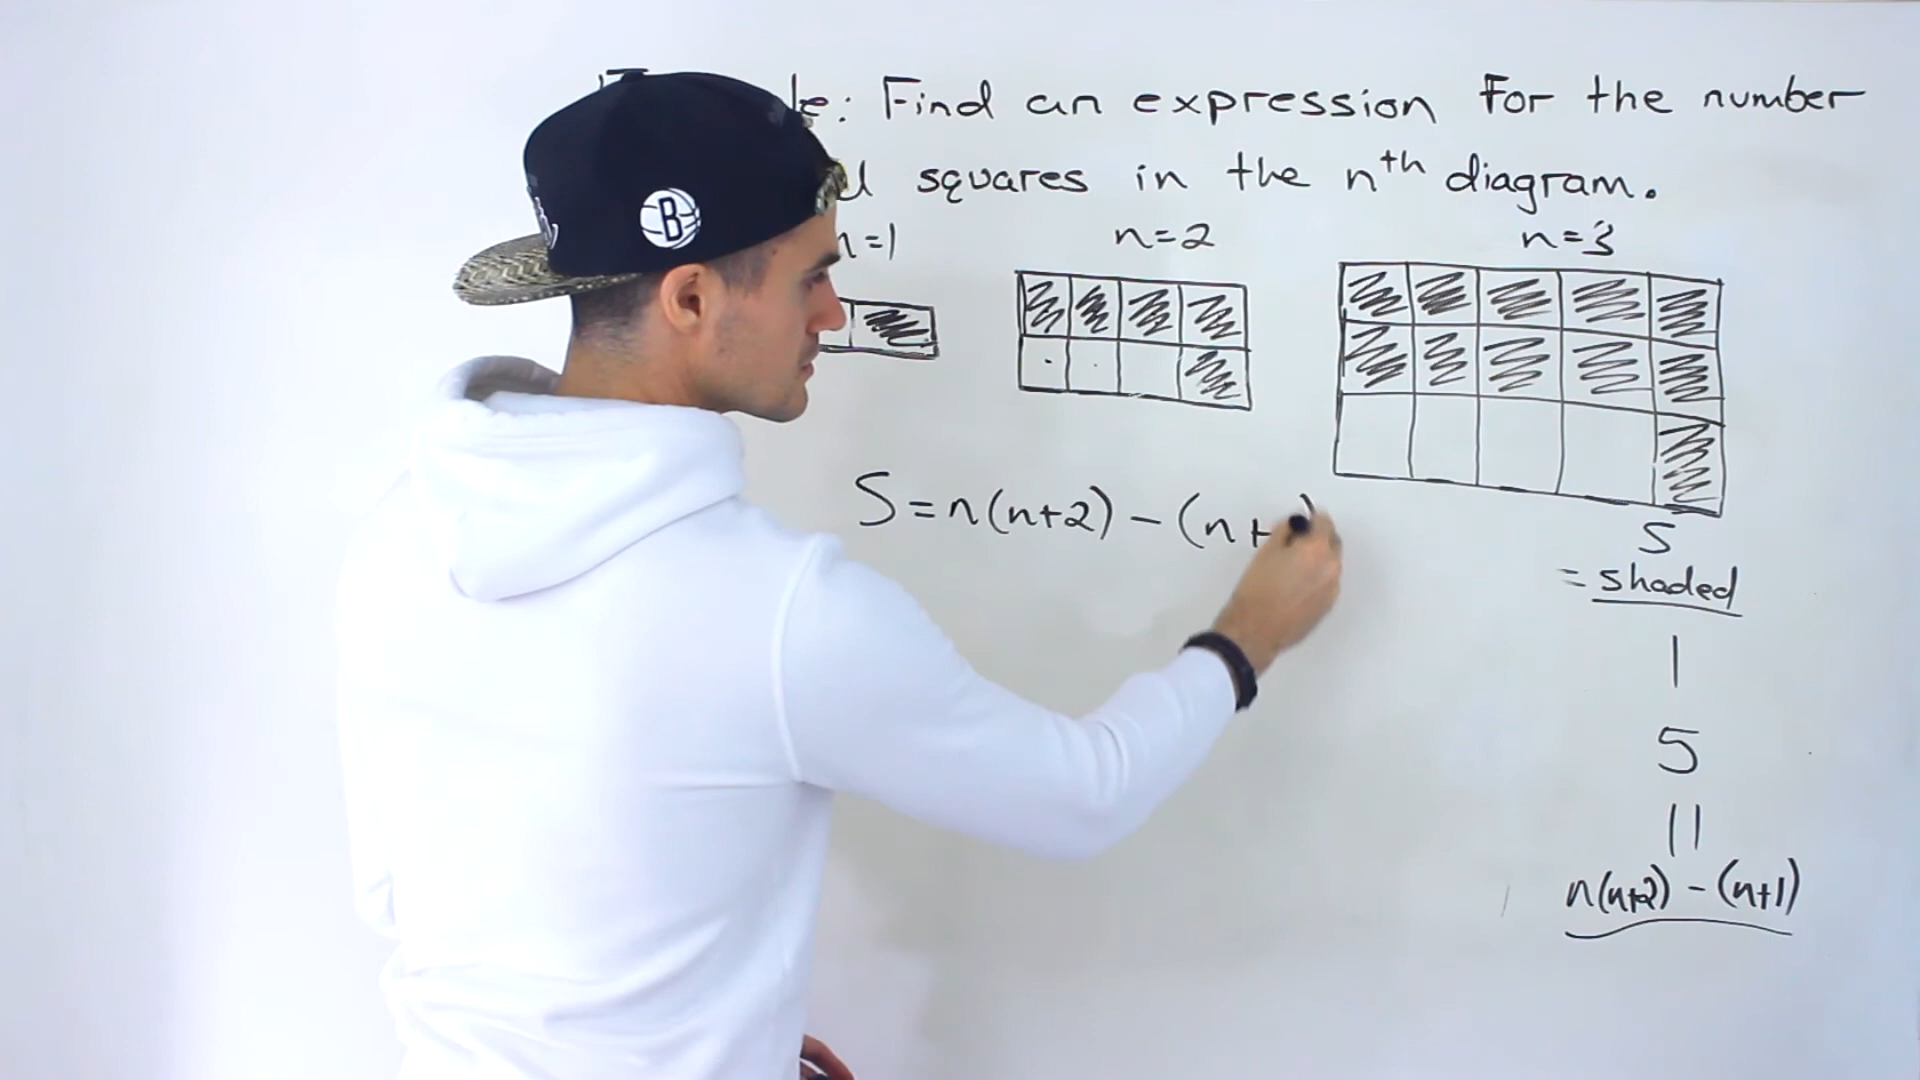 : Find an expression for the number
squares in the nth diagram.
n=1 n=2 n=3
B
S = n(n+2) - (n+
S
= shaded
1
5
11
n(n+2) - (n+1)